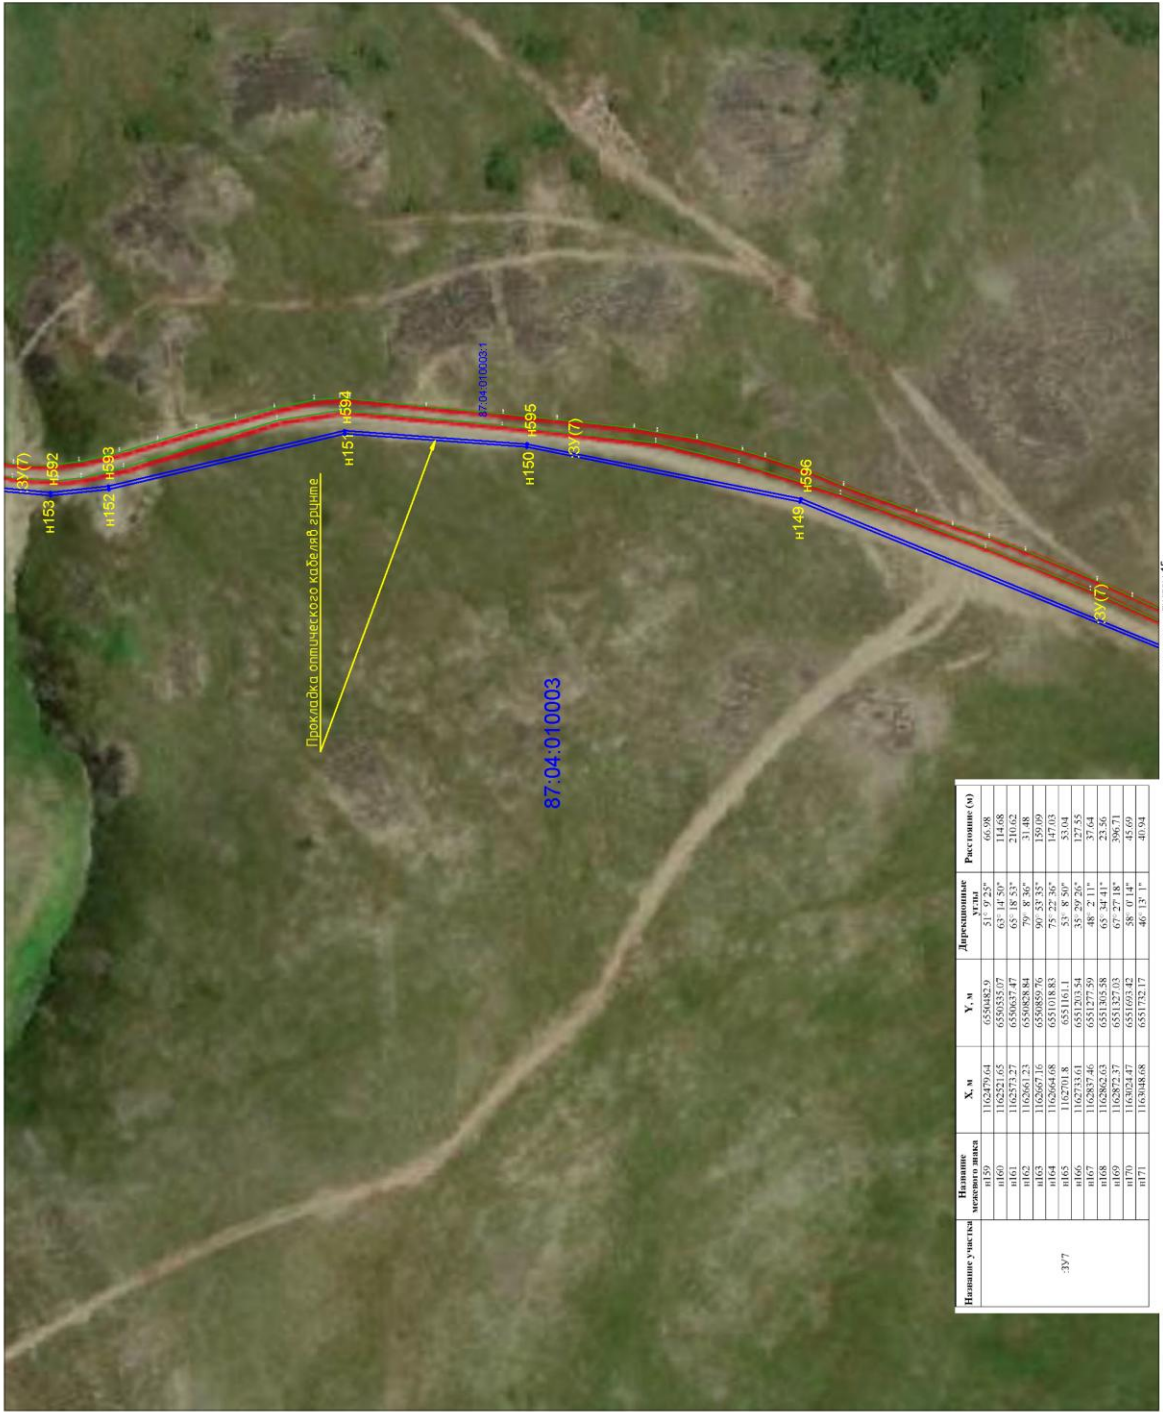 :ЗУ(7)
н592
н153
н593
н152
н594
н151
87:04:010003:1
н595
н150
:ЗУ(7)
н596
н149
:ЗУ(7)
Прокладка оптического кабеляв грунте
87:04:010003
Название участка Название межевого знака X, м Y, м Дирекционные углы Расстояние (м)
:ЗУ7
н159 1162479.64 6550482.9 51° 9' 25" 66.98
н160 1162521.65 6550535.07 63° 14' 50" 114.68
н161 1162573.27 6550637.47 65° 18' 53" 210.62
н162 1162661.23 6550828.84 79° 8' 36" 31.48
н163 1162667.16 6550859.76 90° 53' 35" 159.09
н164 1162664.68 6551018.83 75° 22' 36" 147.03
н165 1162701.8 6551161.1 53° 8' 50" 53.04
н166 1162733.61 6551203.54 35° 29' 26" 127.55
н167 1162837.46 6551277.59 48° 2' 11" 37.64
н168 1162862.63 6551305.58 65° 34' 41" 23.56
н169 1162872.37 6551327.03 67° 27' 18" 396.71
н170 1163024.47 6551693.42 58° 0' 14" 45.69
н171 1163048.68 6551732.17 46° 13' 1" 40.94